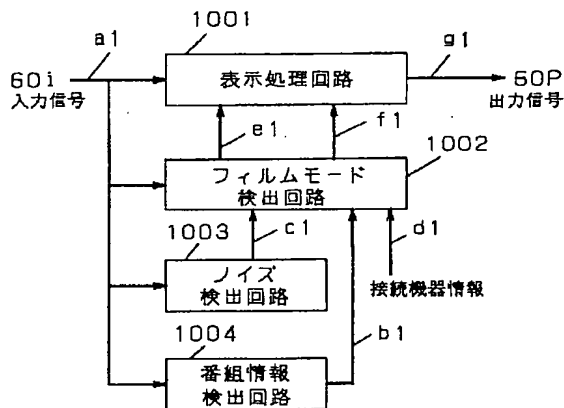 1001
a1
g1
60i
入力信号
表示処理回路
60P
出力信号
e1
f1
1002
フィルムモード
検出回路
1003
c1
d1
ノイズ
検出回路
接続機器情報
1004
b1
番組情報
検出回路